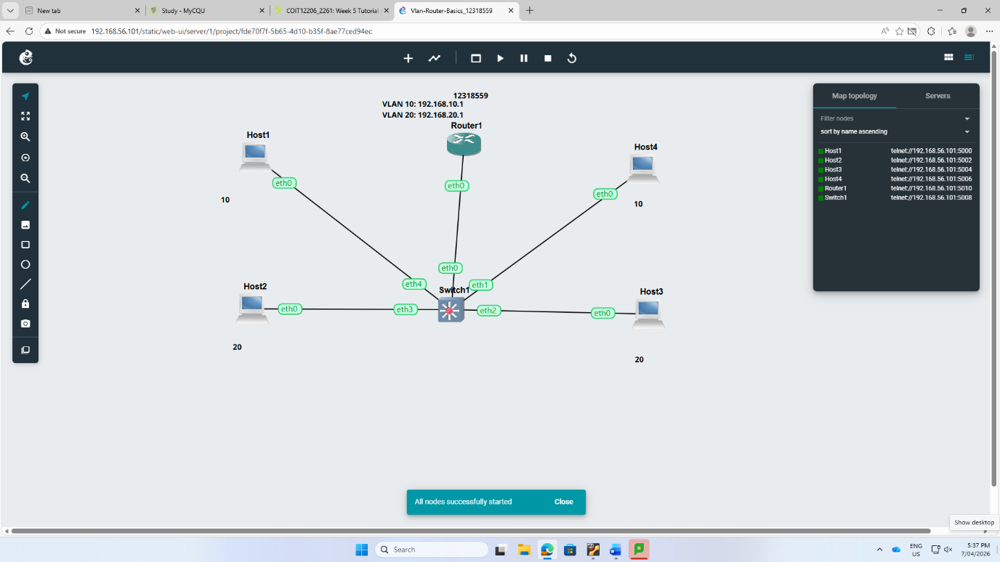 New tab
Study - MyCQU
COIT12206_2261: Week 5 Tutorial
Vlan-Router-Basics_12318559
Not secure
192.168.56.101/static/web-ui/server/1/project/fde70f7f-5b65-4d10-b35f-8ae77ced94ec
12318559
VLAN 10: 192.168.10.1
VLAN 20: 192.168.20.1
Router1
Host1
Host4
eth0
eth0
eth0
10
10
eth0
eth4
eth1
Switch1
Host2
Host3
eth0
eth3
eth2
eth0
20
20
Map topology
Servers
Filter nodes
sort by name ascending
Host1 telnet://192.168.56.101:5000
Host2 telnet://192.168.56.101:5002
Host3 telnet://192.168.56.101:5004
Host4 telnet://192.168.56.101:5006
Router1 telnet://192.168.56.101:5010
Switch1 telnet://192.168.56.101:5008
All nodes successfully started
Close
Show desktop
Search
ENG
US
5:37 PM
7/04/2026